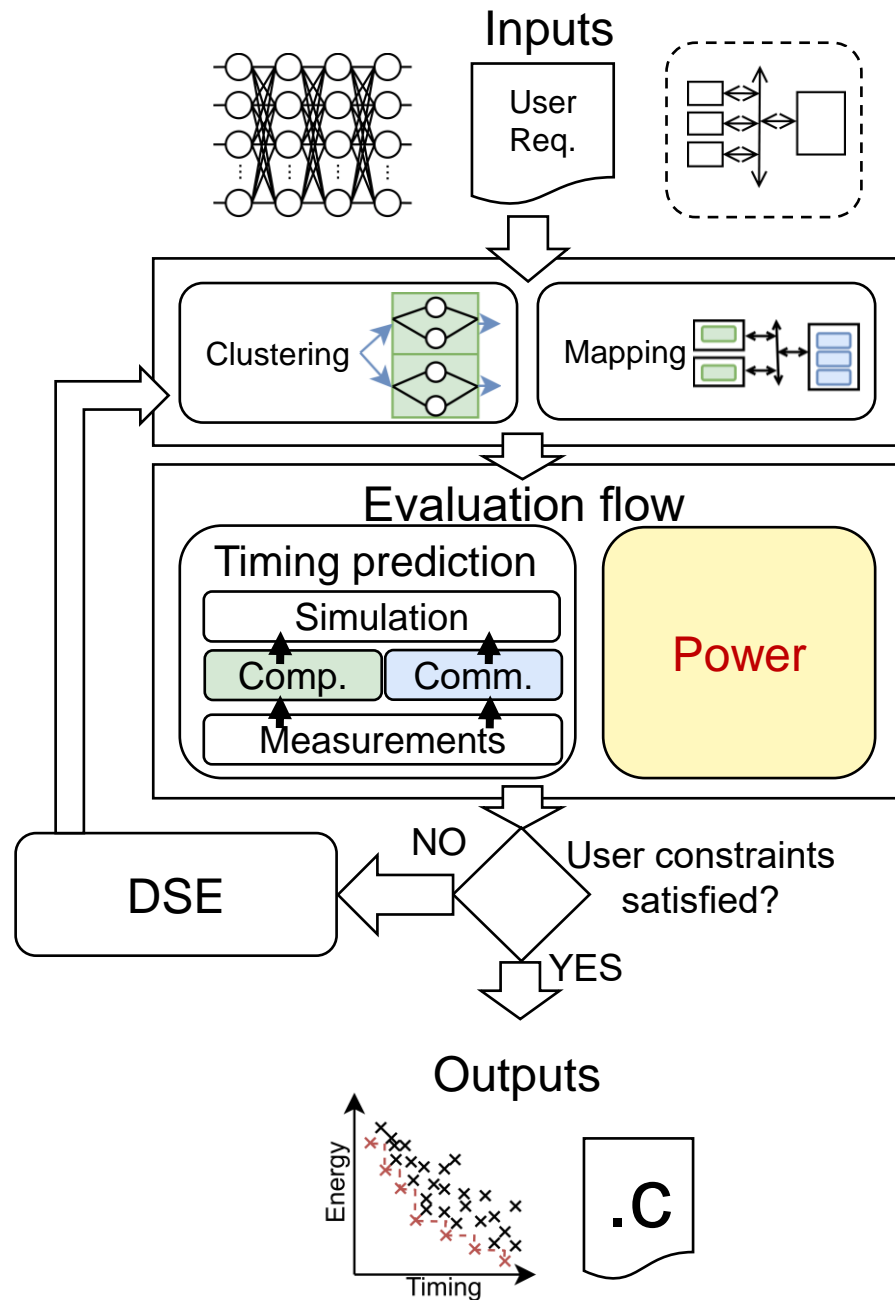 Inputs
User
Req.
Clustering
Mapping
Evaluation flow
Timing prediction
Simulation
Comp.
Comm.
Measurements
Power
NO
User constraints
satisfied?
DSE
YES
Outputs
Energy
Timing
.c